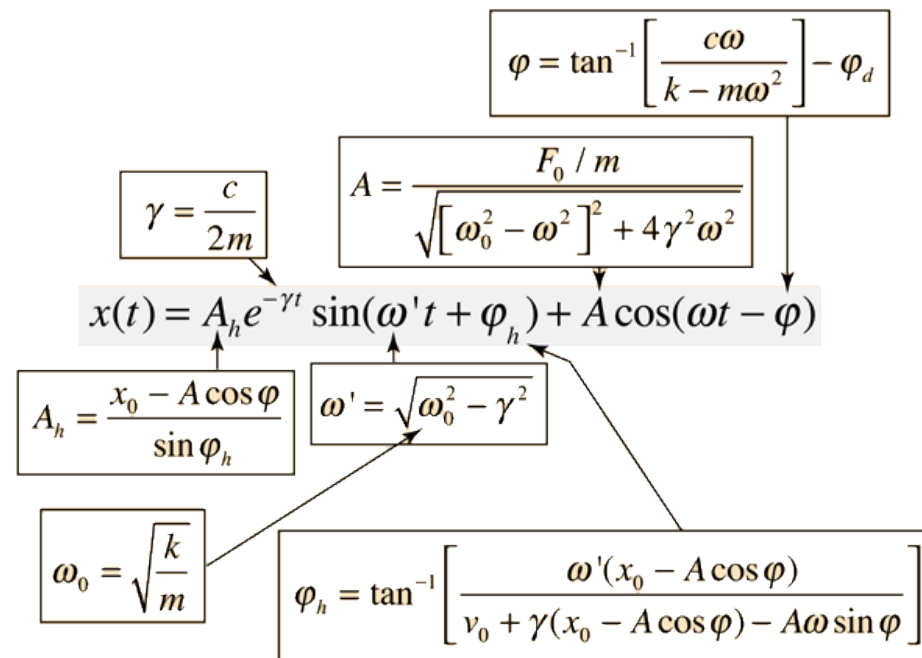 φ = tan⁻¹[cω / (k − mω²)] − φ_d
A = (F₀ / m) / √([ω₀² − ω²]² + 4γ²ω²)
γ = c / 2m
x(t) = A_h e^(−γt) sin(ω't + φ_h) + A cos(ωt − φ)
A_h = (x₀ − A cos φ) / sin φ_h
ω' = √(ω₀² − γ²)
ω₀ = √(k / m)
φ_h = tan⁻¹[ω'(x₀ − A cos φ) / (v₀ + γ(x₀ − A cos φ) − Aω sin φ)]